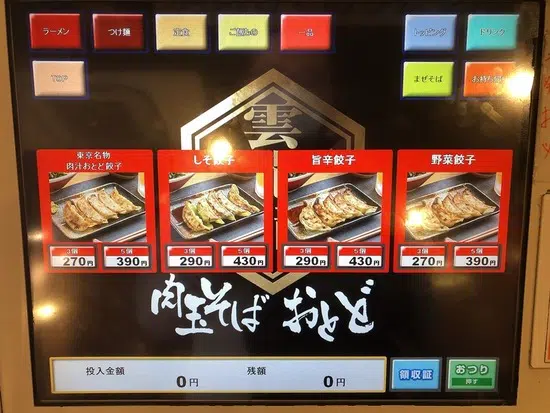 ラーメン
つけ麺
定食
ご飯もの
一品
トッピング
ドリンク
TOP
まぜそば
お持ち帰り
雲
東京名物
肉汁おとど餃子
3個 270円
5個 390円
しそ餃子
3個 290円
5個 430円
旨辛餃子
3個 290円
5個 430円
野菜餃子
3個 270円
5個 390円
肉玉そば おとど
投入金額 0円
残額 0円
領収証
おつり
押す